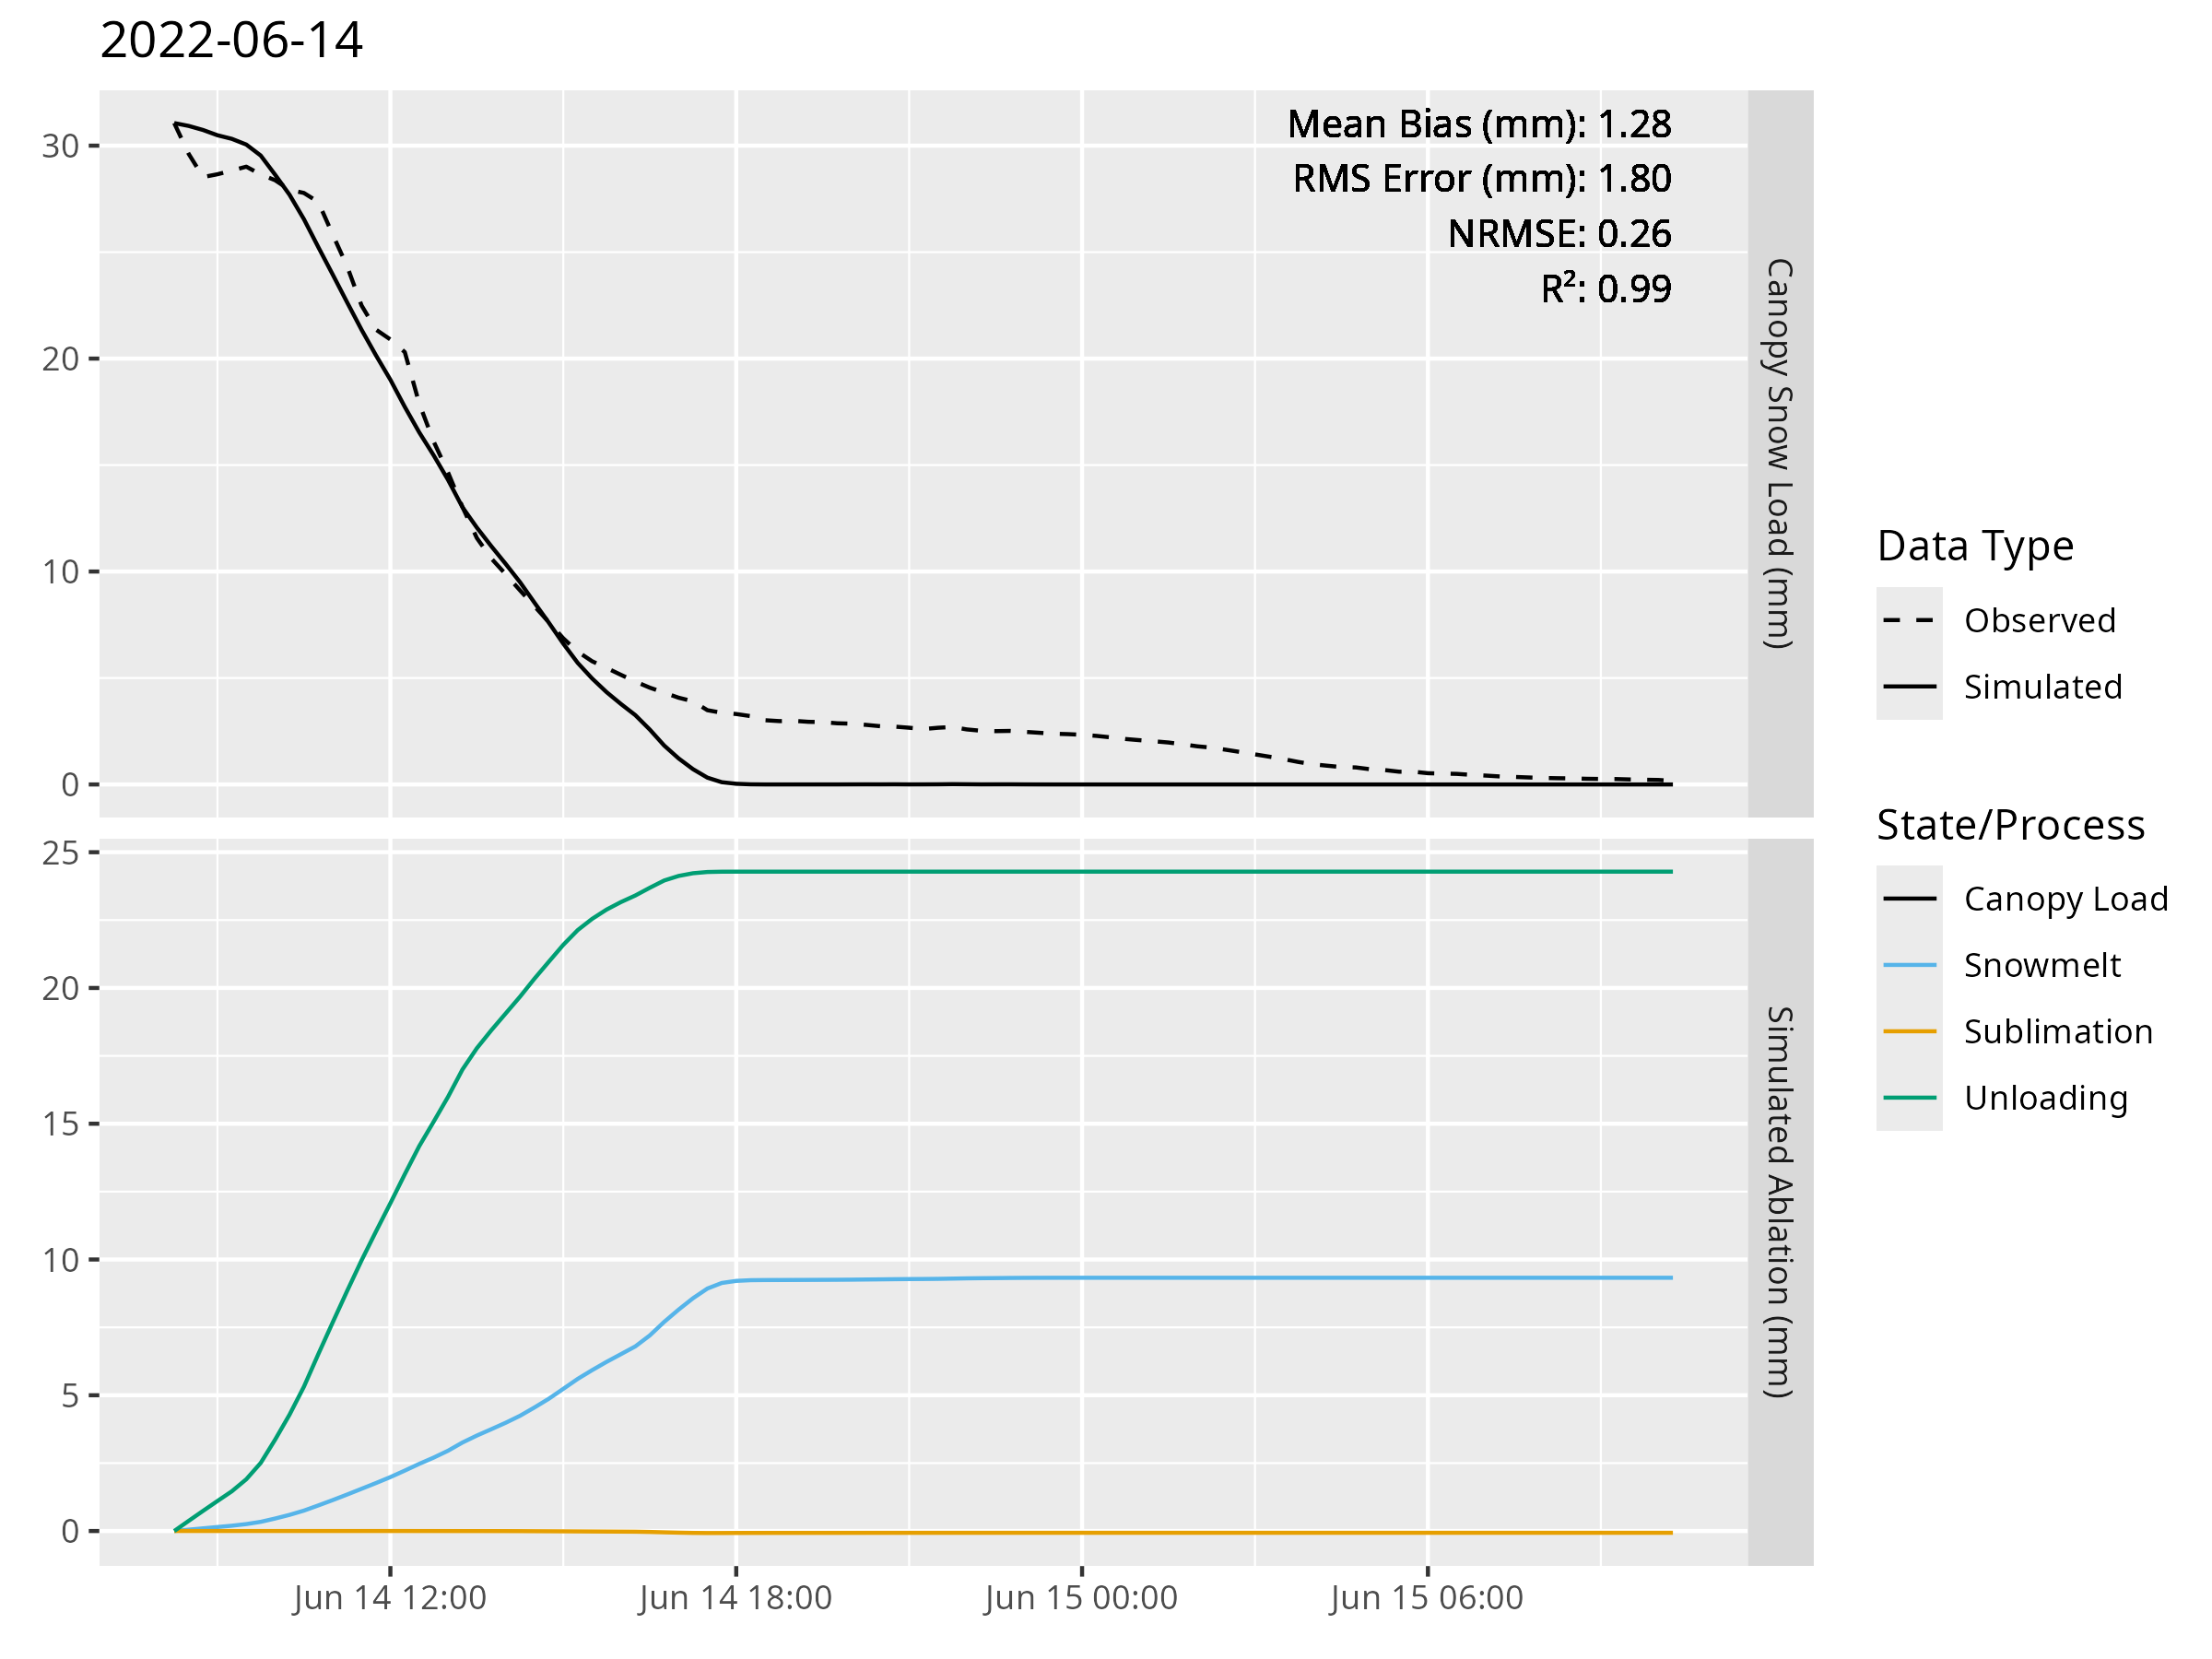 2022-06-14
30
20
10
0
Mean Bias (mm): 1.28
RMS Error (mm): 1.80
NRMSE: 0.26
R²: 0.99
Canopy Snow Load (mm)
25
20
15
10
5
0
Simulated Ablation (mm)
Jun 14 12:00
Jun 14 18:00
Jun 15 00:00
Jun 15 06:00
Data Type
Observed
Simulated
State/Process
Canopy Load
Snowmelt
Sublimation
Unloading